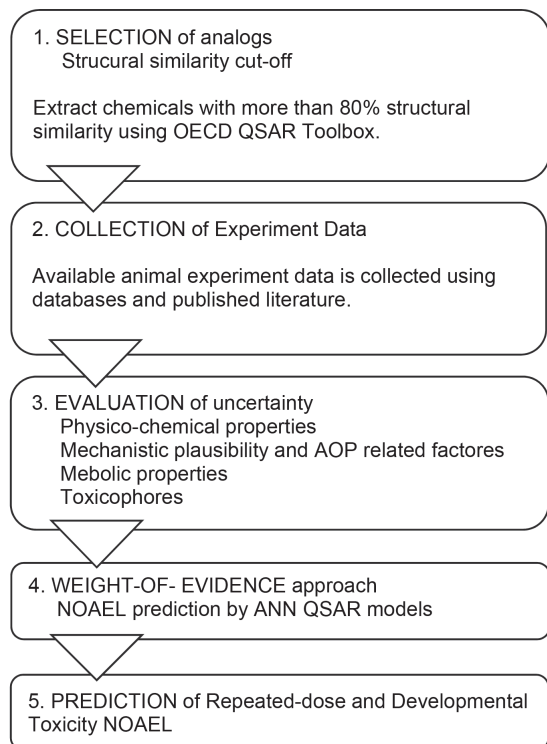 1. SELECTION of analogs
Strucural similarity cut-off
Extract chemicals with more than 80% structural
similarity using OECD QSAR Toolbox.
2. COLLECTION of Experiment Data
Available animal experiment data is collected using
databases and published literature.
3. EVALUATION of uncertainty
Physico-chemical properties
Mechanistic plausibility and AOP related factores
Mebolic properties
Toxicophores
4. WEIGHT-OF- EVIDENCE approach
NOAEL prediction by ANN QSAR models
5. PREDICTION of Repeated-dose and Developmental
Toxicity NOAEL